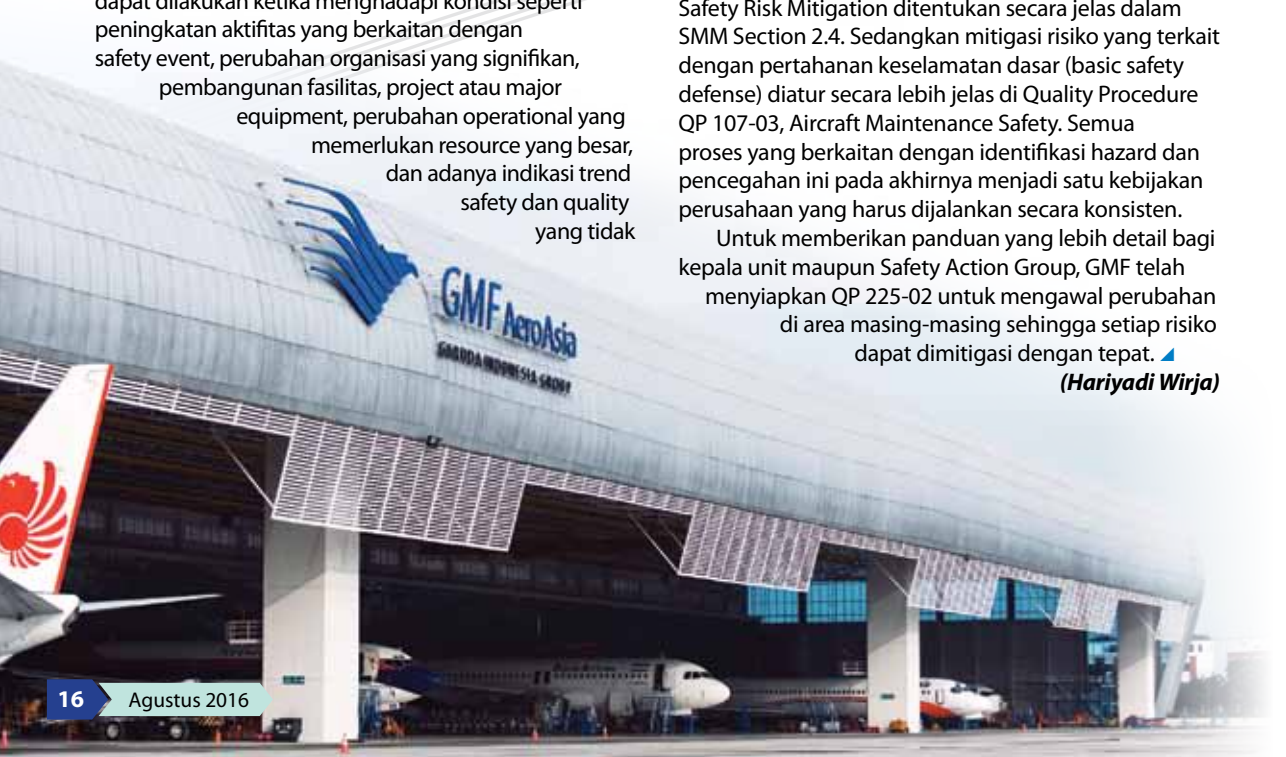 dapat dilakukan ketika menghadapi kondisi seperti
peningkatan aktifitas yang berkaitan dengan
safety event, perubahan organisasi yang signifikan,
pembangunan fasilitas, project atau major
equipment, perubahan operational yang
memerlukan resource yang besar,
dan adanya indikasi trend
safety dan quality
yang tidak
Safety Risk Mitigation ditentukan secara jelas dalam
SMM Section 2.4. Sedangkan mitigasi risiko yang terkait
dengan pertahanan keselamatan dasar (basic safety
defense) diatur secara lebih jelas di Quality Procedure
QP 107-03, Aircraft Maintenance Safety. Semua
proses yang berkaitan dengan identifikasi hazard dan
pencegahan ini pada akhirnya menjadi satu kebijakan
perusahaan yang harus dijalankan secara konsisten.
Untuk memberikan panduan yang lebih detail bagi
kepala unit maupun Safety Action Group, GMF telah
menyiapkan QP 225-02 untuk mengawal perubahan
di area masing-masing sehingga setiap risiko
dapat dimitigasi dengan tepat.
(Hariyadi Wirja)
GMF AeroAsia
GARUDA INDONESIA GROUP
16 Agustus 2016